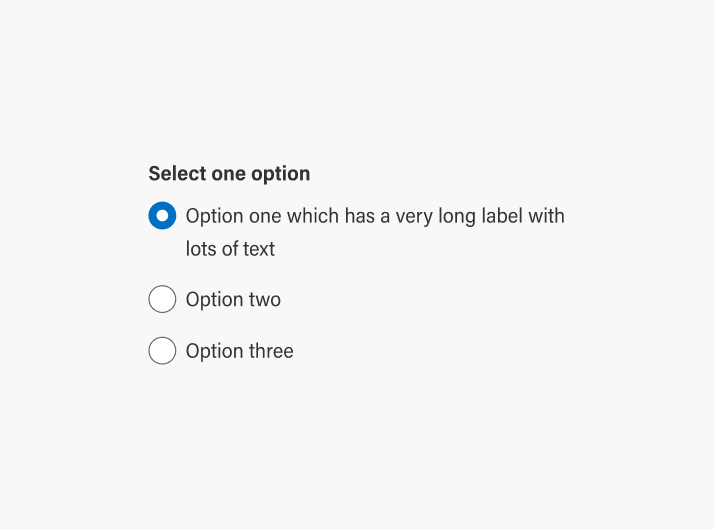 Select one option
Option one which has a very long label with
lots of text
Option two
Option three